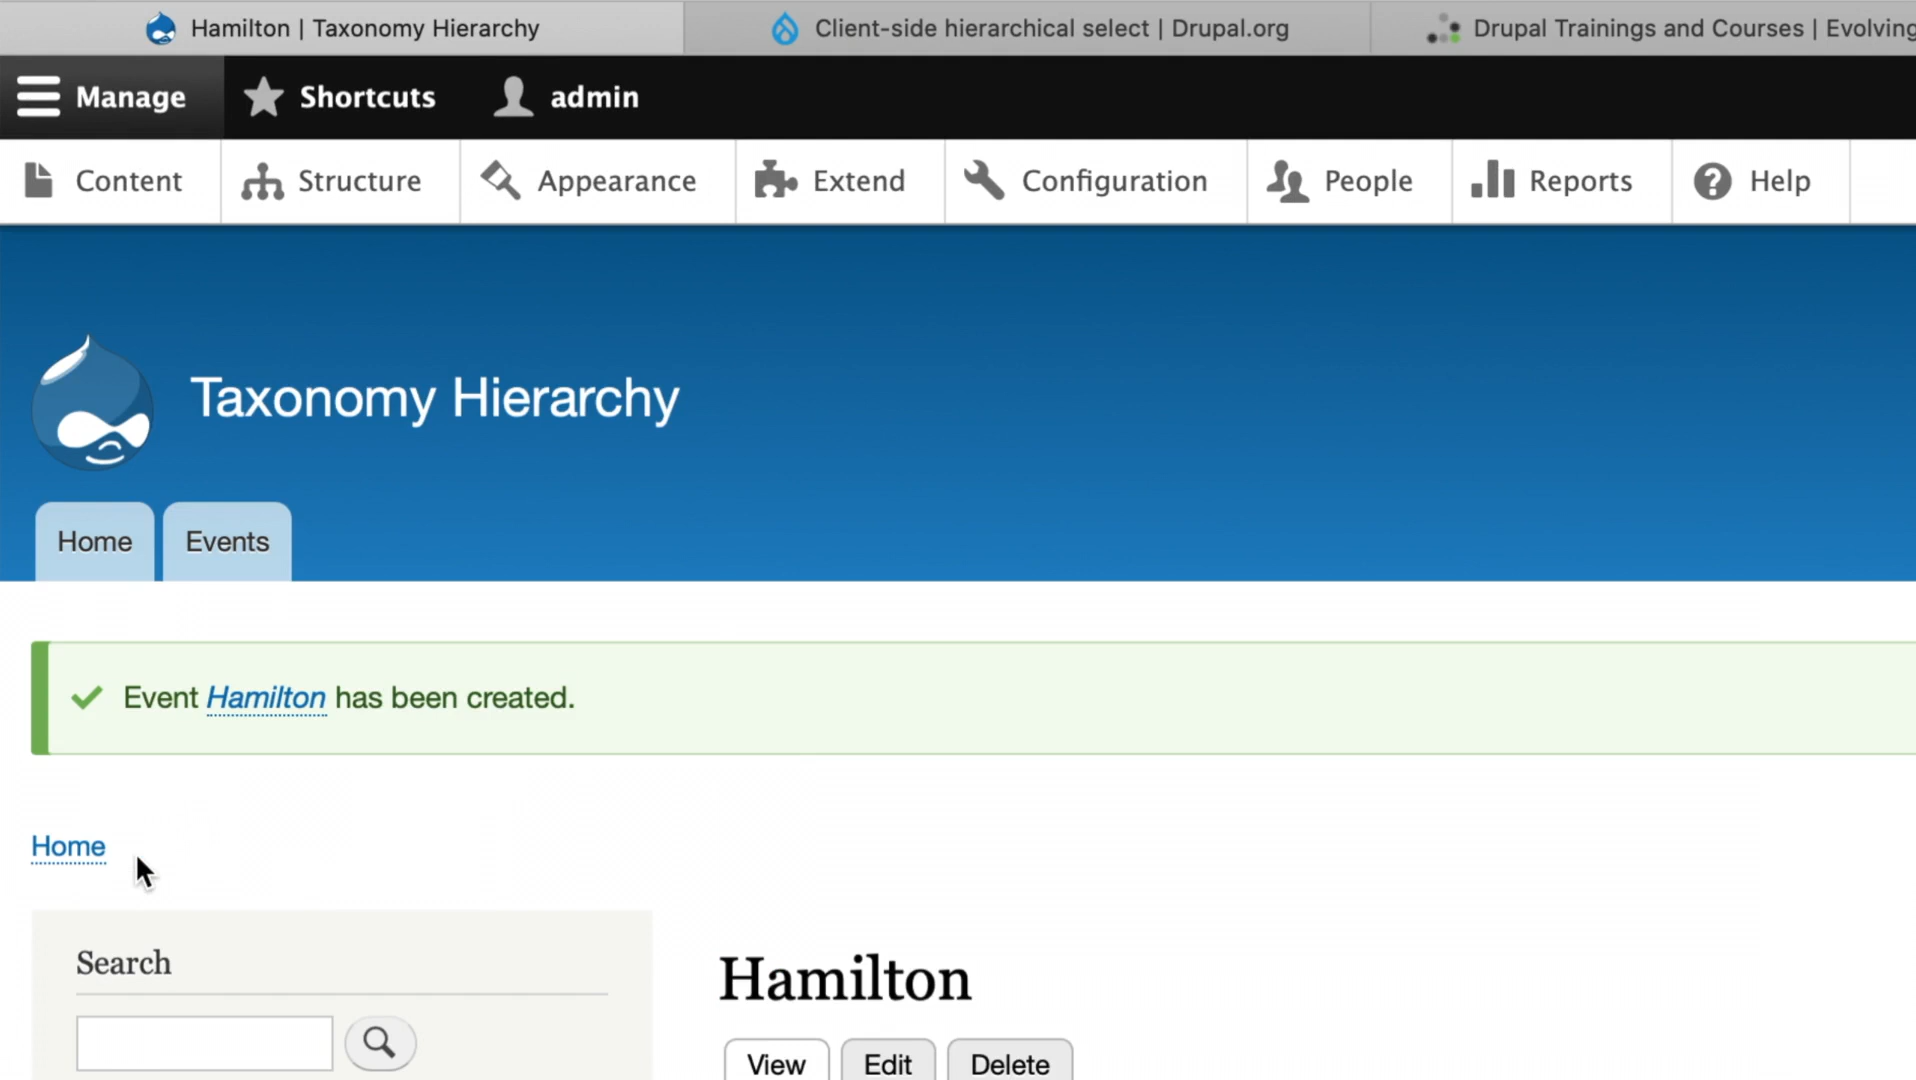 Hamilton | Taxonomy Hierarchy
Client-side hierarchical select | Drupal.org
Drupal Trainings and Courses | Evolving
Manage
Shortcuts
admin
Content
Structure
Appearance
Extend
Configuration
People
Reports
Help
Taxonomy Hierarchy
Home
Events
Event Hamilton has been created.
Home
Search
Hamilton
View
Edit
Delete